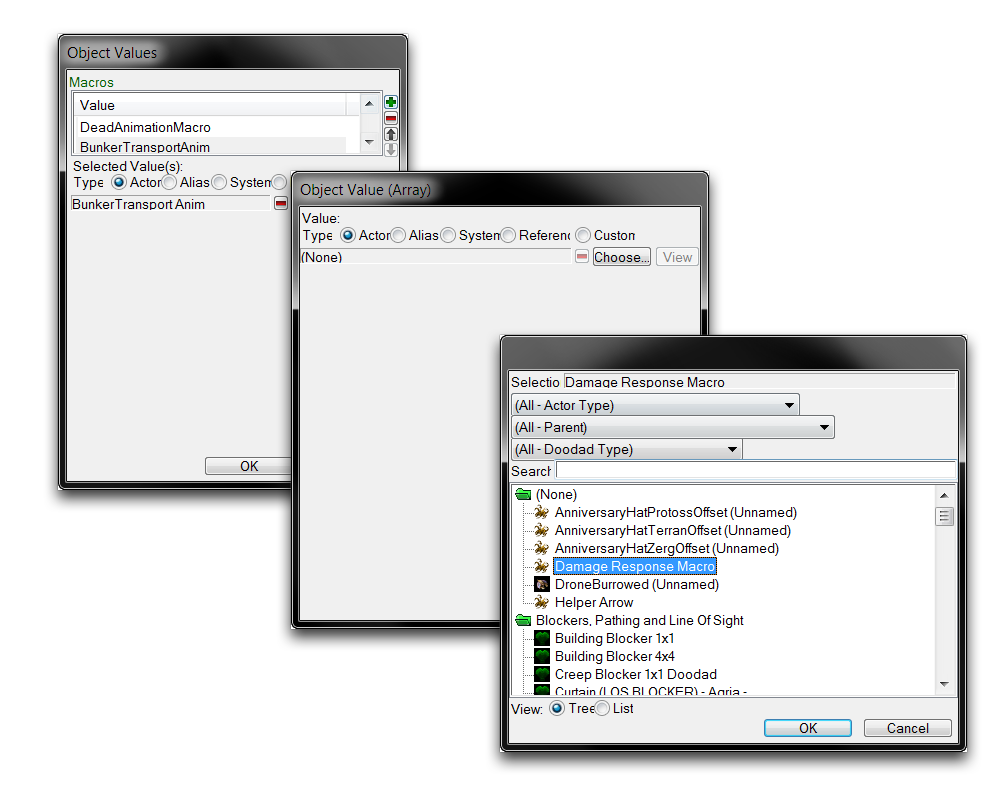 Object Values
Macros
Value
DeadAnimationMacro
BunkerTransportAnim
Selected Value(s):
Type Actor Alias System
BunkerTransport Anim
OK
Object Value (Array)
Value:
Type Actor Alias System Referenc Custom
(None) Choose... View
Selectio Damage Response Macro
(All - Actor Type)
(All - Parent)
(All - Doodad Type)
Search
(None)
AnniversaryHatProtossOffset (Unnamed)
AnniversaryHatTerranOffset (Unnamed)
AnniversaryHatZergOffset (Unnamed)
Damage Response Macro
DroneBurrowed (Unnamed)
Helper Arrow
Blockers, Pathing and Line Of Sight
Building Blocker 1x1
Building Blocker 4x4
Creep Blocker 1x1 Doodad
Curtain (LOS BLOCKER) - Agria -
View: Tree List
OK Cancel